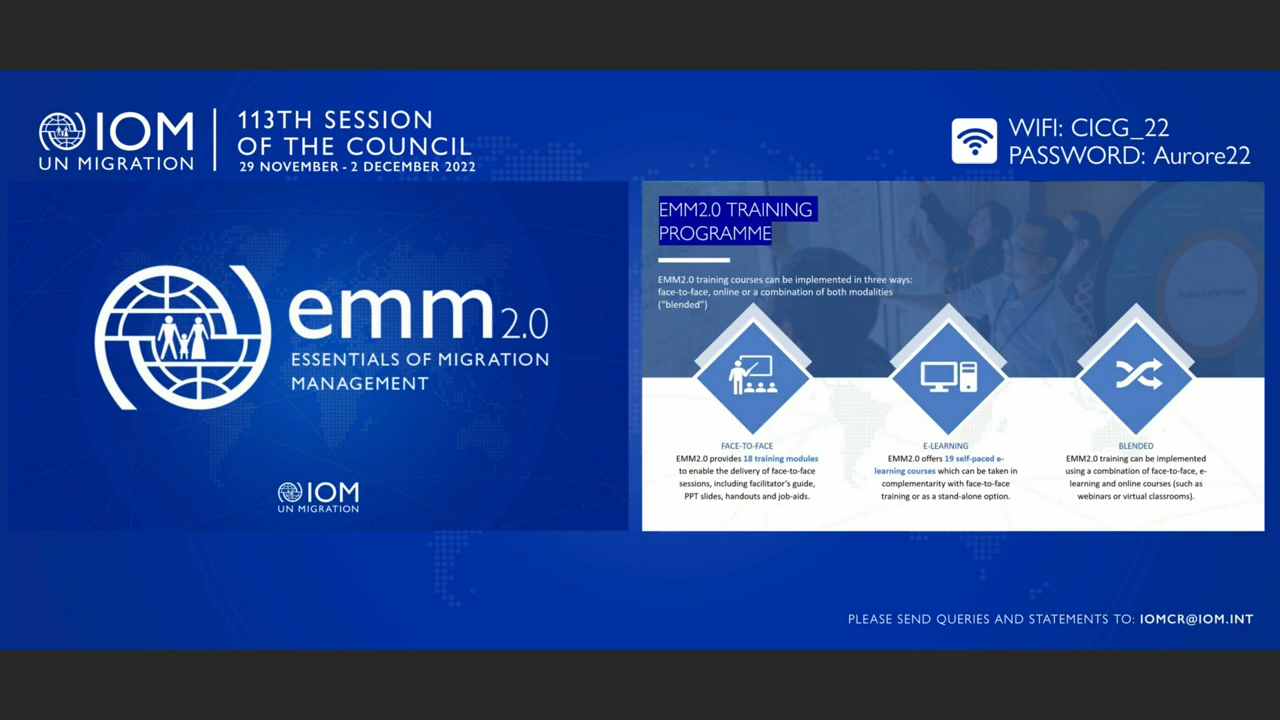 IOM
UN MIGRATION
113TH SESSION
OF THE COUNCIL
29 NOVEMBER - 2 DECEMBER 2022
WIFI: CICG_22
PASSWORD: Aurore22
emm2.0
ESSENTIALS OF MIGRATION
MANAGEMENT
IOM
UN MIGRATION
EMM2.0 TRAINING
PROGRAMME
EMM2.0 training courses can be implemented in three ways:
face-to-face, online or a combination of both modalities
("blended")
FACE-TO-FACE
EMM2.0 provides 18 training modules
to enable the delivery of face-to-face
sessions, including facilitator's guide,
PPT slides, handouts and job-aids.
E-LEARNING
EMM2.0 offers 19 self-paced e-
learning courses which can be taken in
complementarity with face-to-face
training or as a stand-alone option.
BLENDED
EMM2.0 training can be implemented
using a combination of face-to-face, e-
learning and online courses (such as
webinars or virtual classrooms).
PLEASE SEND QUERIES AND STATEMENTS TO: IOMCR@IOM.INT